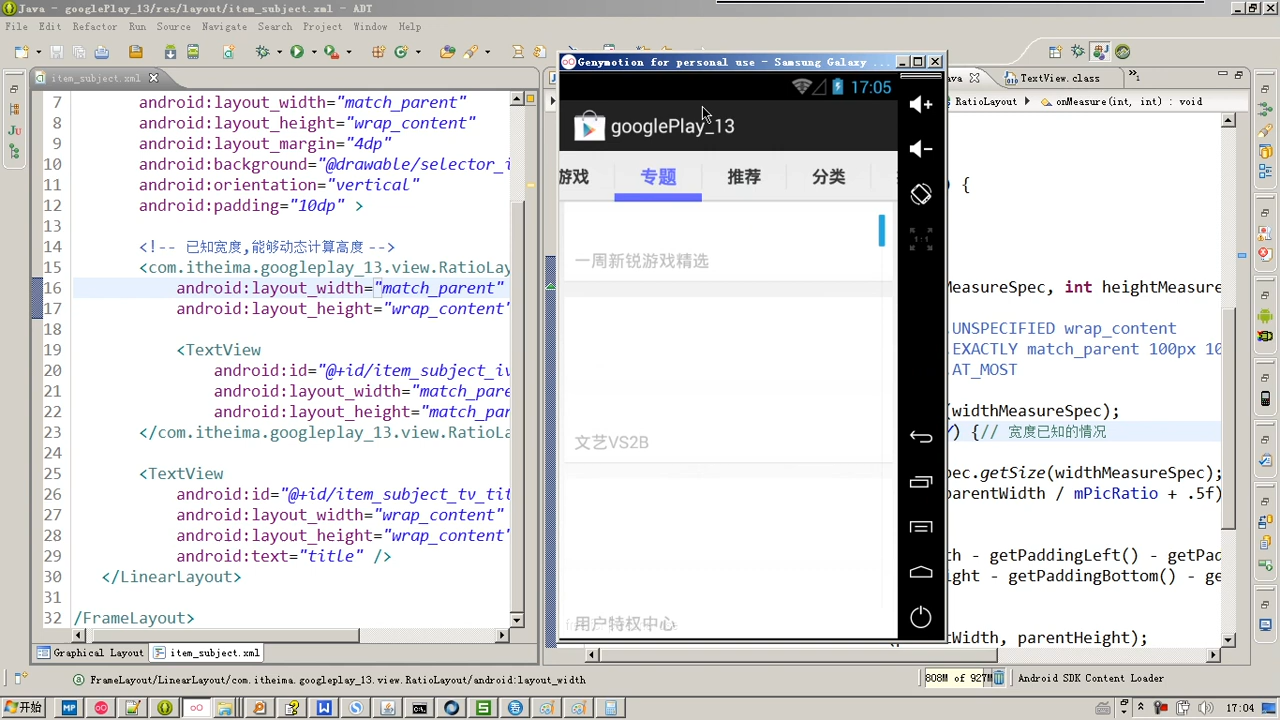 Java - googlePlay_13/res/layout/item_subject.xml - ADT
File Edit Refactor Source Navigate Search Project Window Help
item_subject.xml
7 android:layout_width="match_parent"
8 android:layout_height="wrap_content"
9 android:layout_margin="4dp"
10 android:background="@drawable/selector_i
11 android:orientation="vertical"
12 android:padding="10dp" >
13
14 <!-- 已知宽度,能够动态计算高度 -->
15 <com.itheima.googleplay_13.view.RatioLay
16 android:layout_width="match_parent"
17 android:layout_height="wrap_content"
18
19 <TextView
20 android:id="@+id/item_subject_iv
21 android:layout_width="match_pare
22 android:layout_height="match_par
23 </com.itheima.googleplay_13.view.RatioLa
24
25 <TextView
26 android:id="@+id/item_subject_tv_tit
27 android:layout_width="wrap_content"
28 android:layout_height="wrap_content"
29 android:text="title" />
30 </LinearLayout>
31
32 /FrameLayout>
Graphical Layout item_subject.xml
FrameLayout/LinearLayout/com.itheima.googleplay_13.view.RatioLayout/android:layout_width
Genymotion for personal use - Samsung Galaxy ...
17:05
googlePlay_13
游戏 专题 推荐 分类
一周新锐游戏精选
文艺VS2B
用户特权中心
1:1
ava TextView.class »1
RatioLayout onMeasure(int, int) : void
) {
MeasureSpec, int heightMeasure
.UNSPECIFIED wrap_content
.EXACTLY match_parent 100px 10
.AT_MOST
(widthMeasureSpec);
) {// 宽度已知的情况
pec.getSize(widthMeasureSpec);
parentWidth / mPicRatio + .5f)
th - getPaddingLeft() - getPad
ight - getPaddingBottom() - ge
tWidth, parentHeight);
808M of 927M
Android SDK Content Loader
开始
17:04